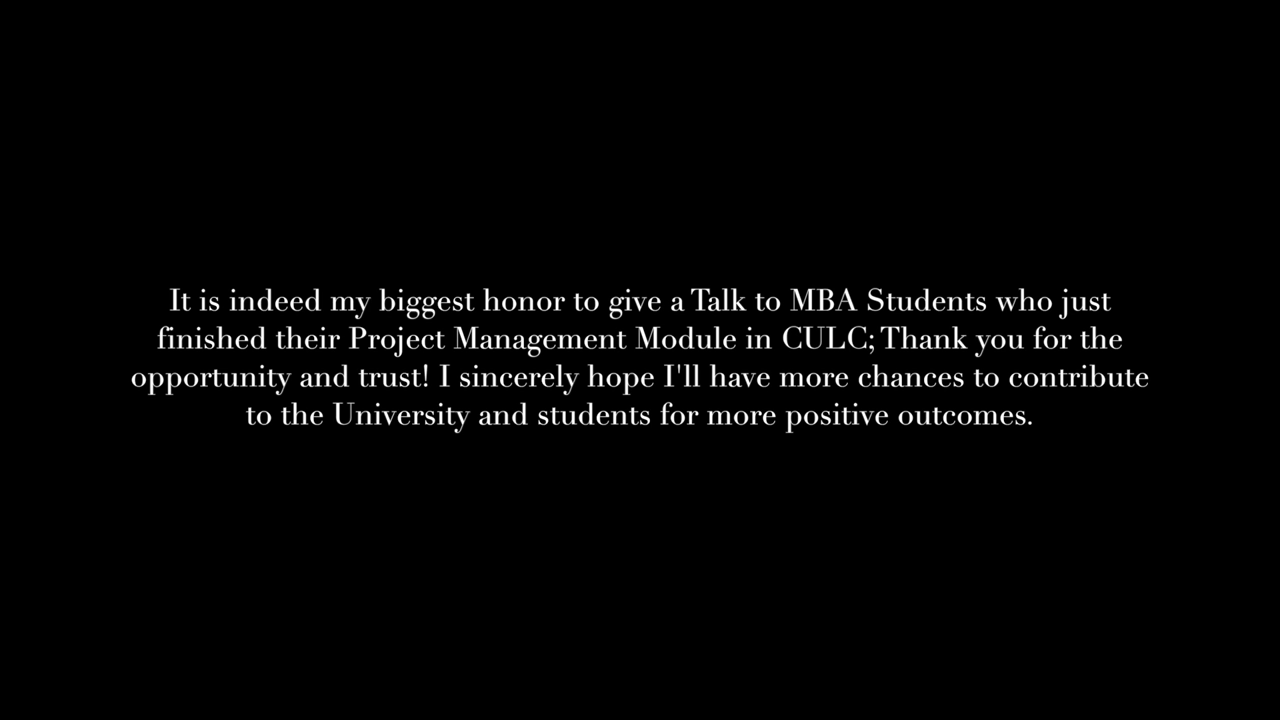 It is indeed my biggest honor to give a Talk to MBA Students who just
finished their Project Management Module in CULC; Thank you for the
opportunity and trust! I sincerely hope I'll have more chances to contribute
to the University and students for more positive outcomes.